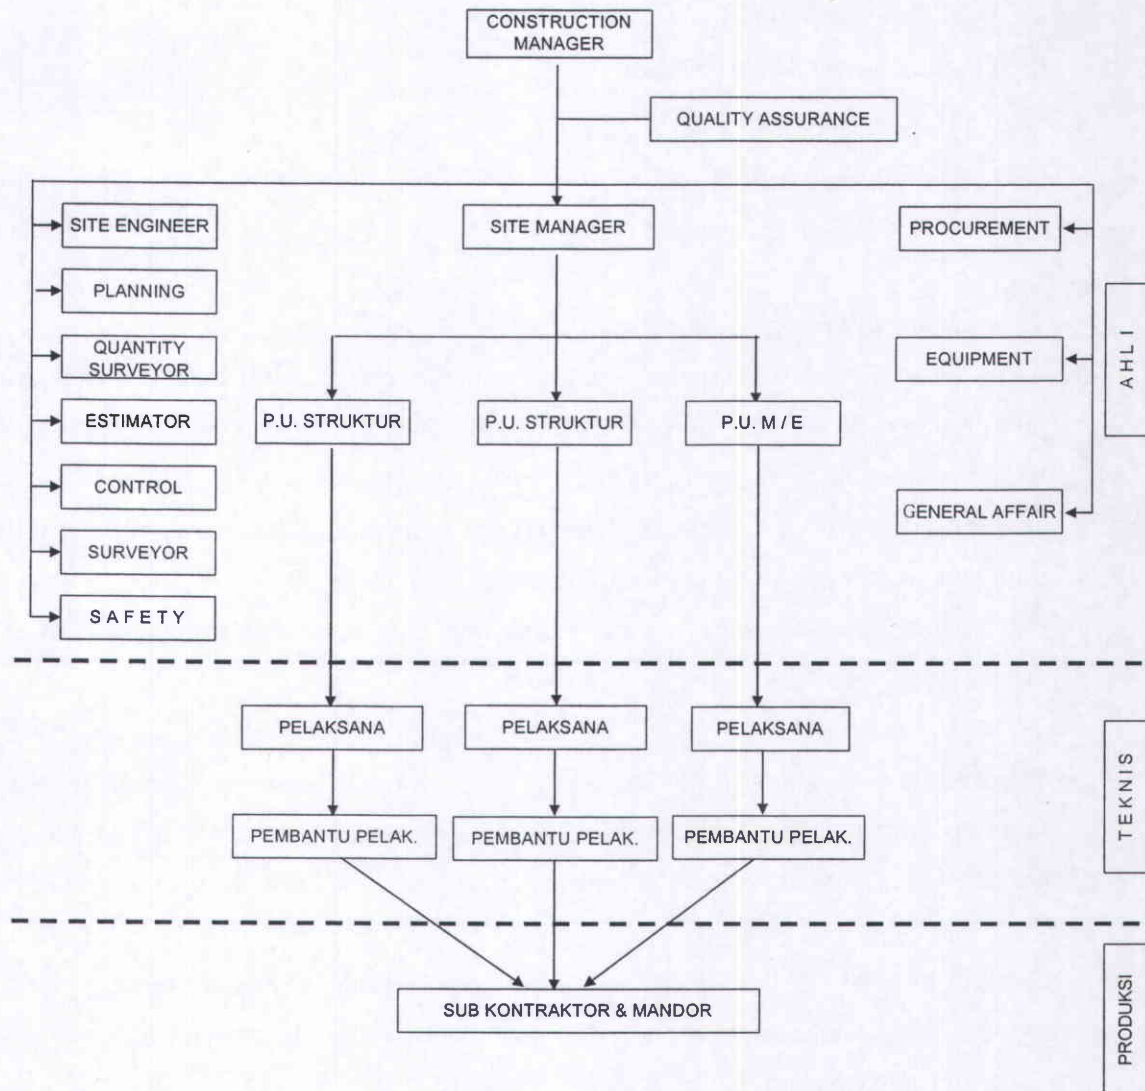 CONSTRUCTION
MANAGER
QUALITY ASSURANCE
SITE ENGINEER
SITE MANAGER
PROCUREMENT
PLANNING
QUANTITY
SURVEYOR
EQUIPMENT
AHLI
ESTIMATOR
P.U. STRUKTUR
P.U. STRUKTUR
P.U. M / E
CONTROL
GENERAL AFFAIR
SURVEYOR
S A F E T Y
PELAKSANA
PELAKSANA
PELAKSANA
TEKNIS
PEMBANTU PELAK.
PEMBANTU PELAK.
PEMBANTU PELAK.
SUB KONTRAKTOR & MANDOR
PRODUKSI